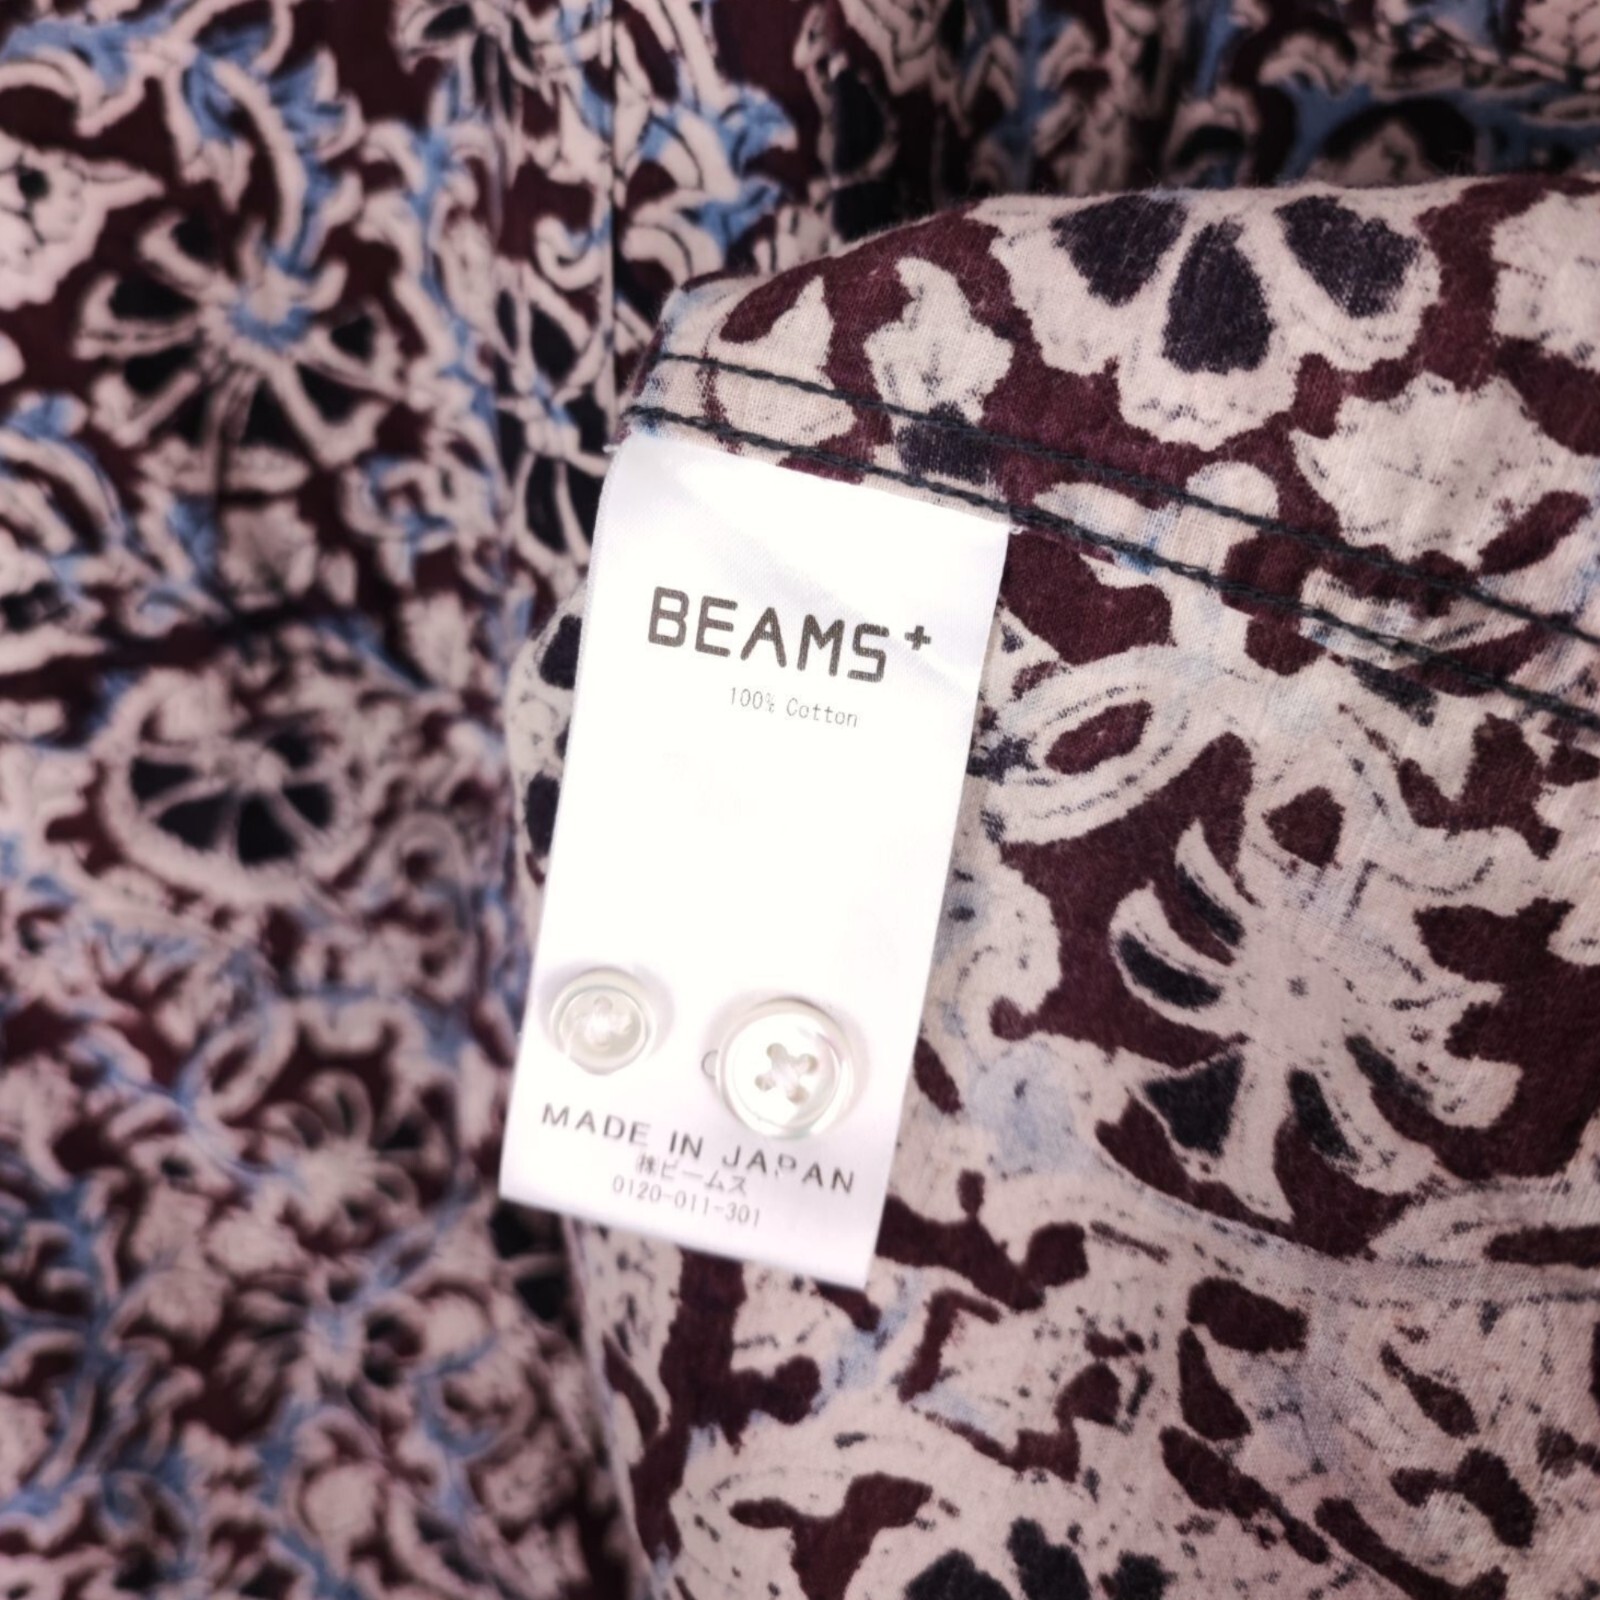 BEAMS+
100% Cotton
MADE IN JAPAN
㈱ビームス
0120-011-301